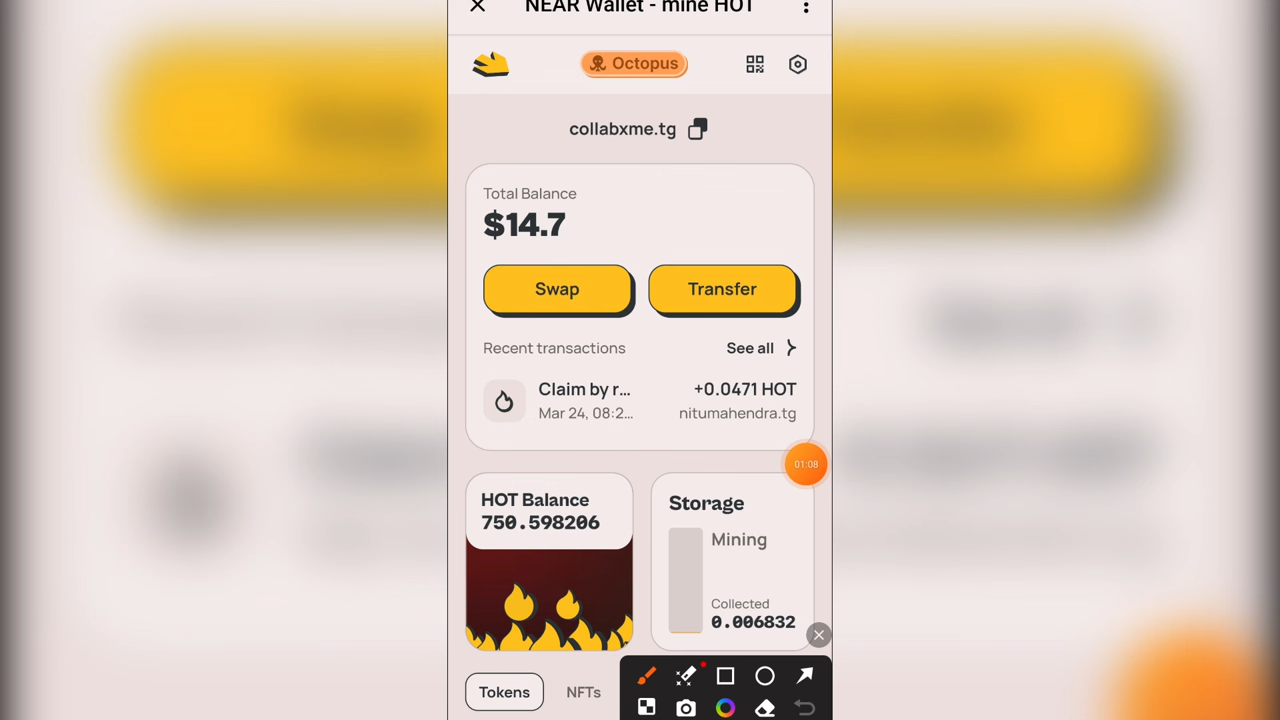 NEAR Wallet - mine HOT
Octopus
collabxme.tg
Total Balance
$14.7
Swap
Transfer
Recent transactions
See all
Claim by r...
+0.0471 HOT
Mar 24, 08:2...
nitumahendra.tg
01:08
HOT Balance
750.598206
Storage
Mining
Collected
0.006832
Tokens
NFTs